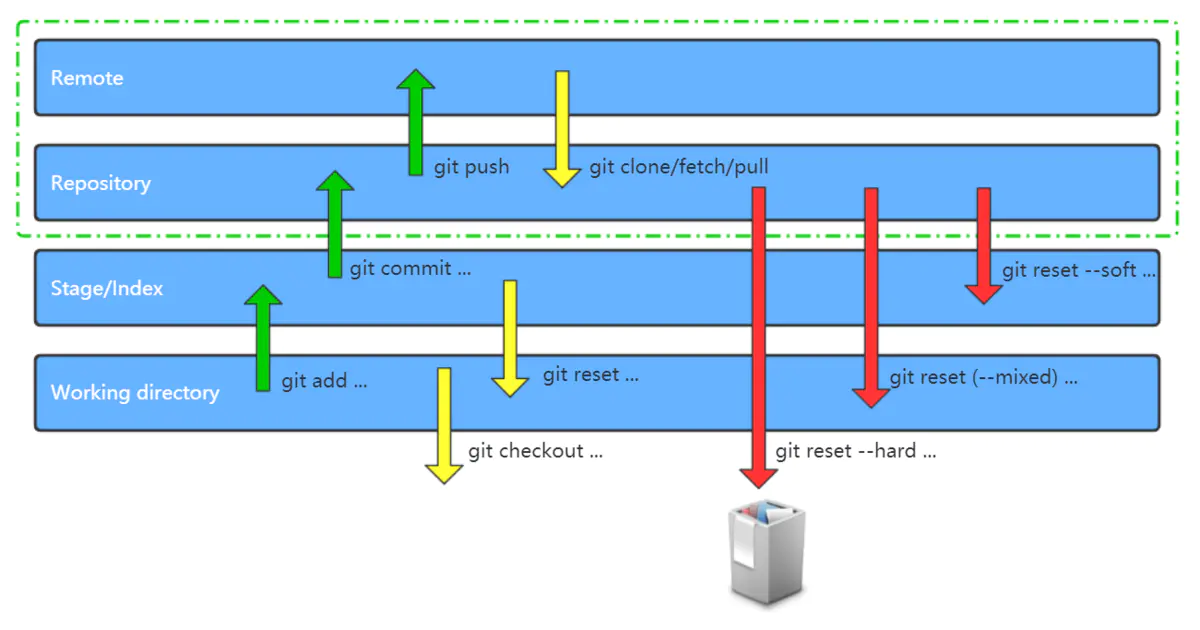 Remote
git push
git clone/fetch/pull
Repository
git commit ...
git reset --soft ...
Stage/Index
git reset ...
git reset (--mixed) ...
git add ...
Working directory
git checkout ...
git reset --hard ...